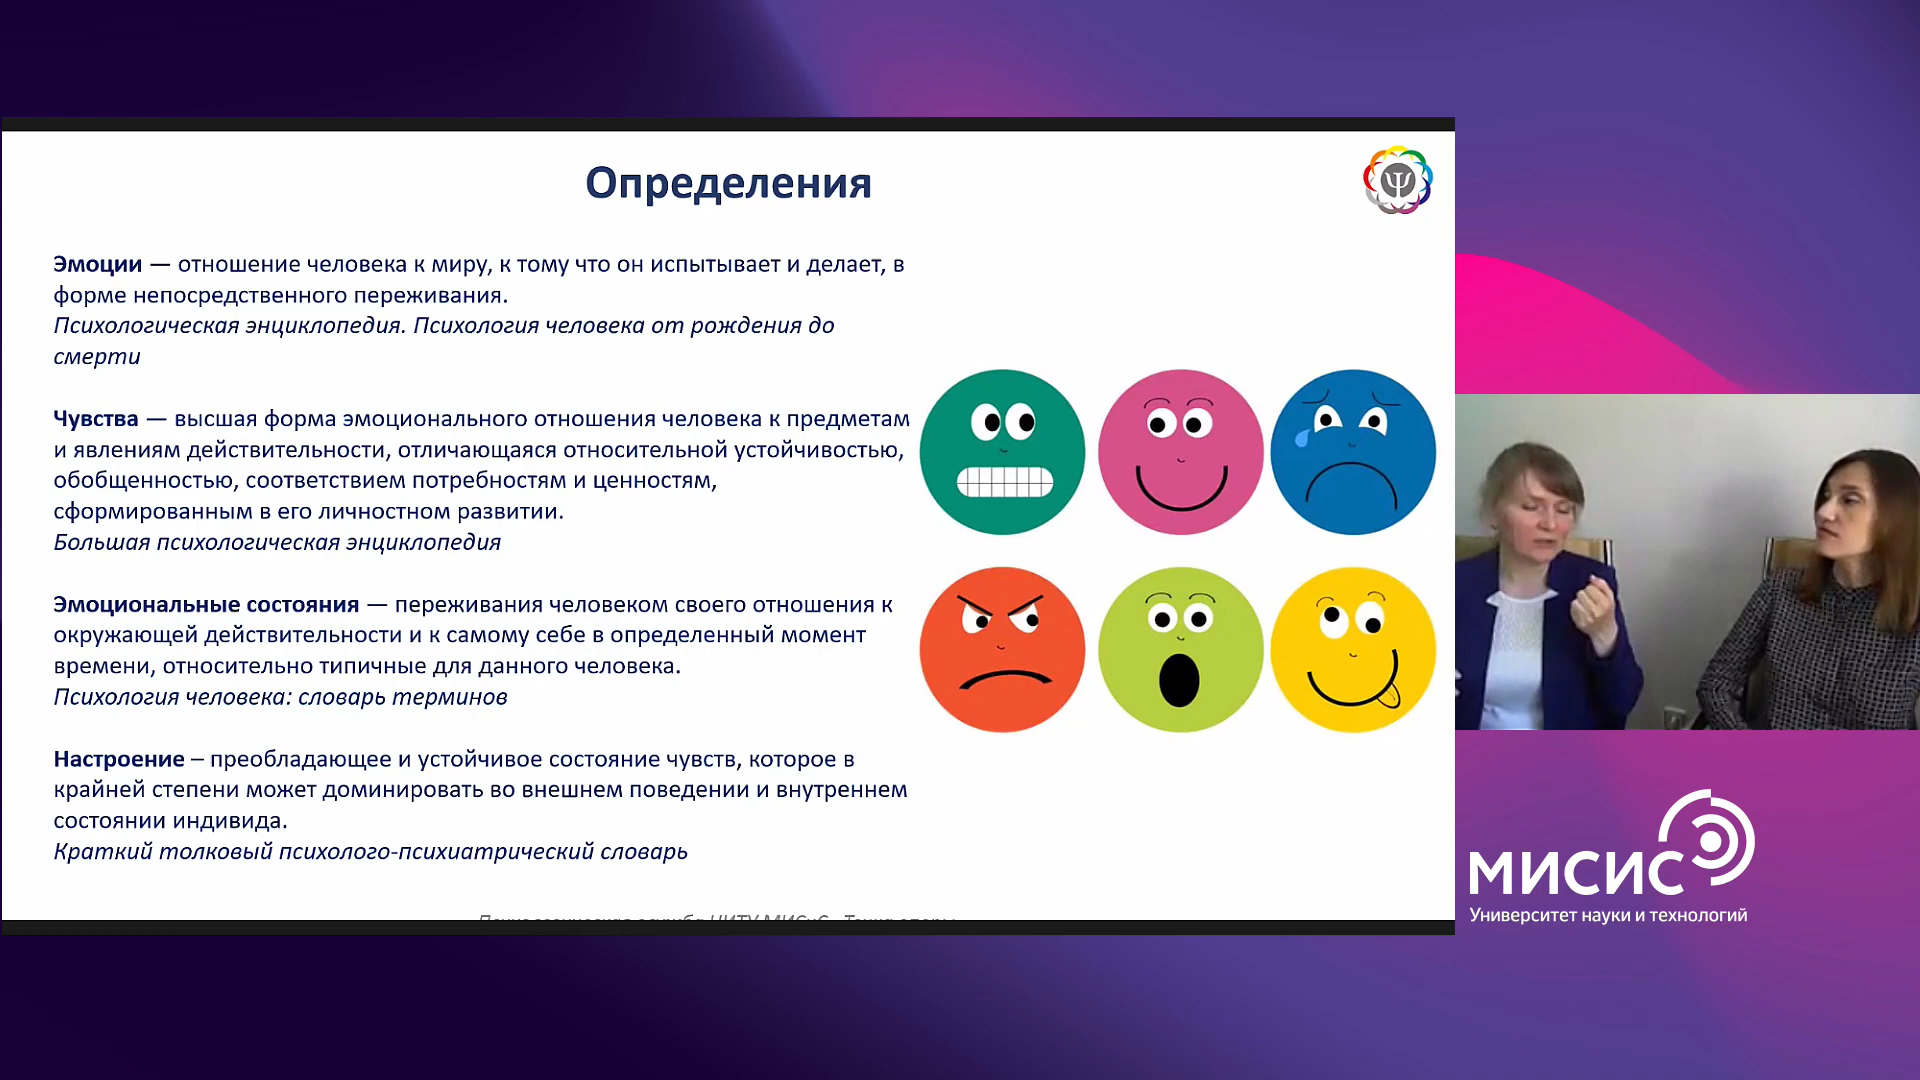 Определения
Эмоции — отношение человека к миру, к тому что он испытывает и делает, в
форме непосредственного переживания.
Психологическая энциклопедия. Психология человека от рождения до
смерти
Чувства — высшая форма эмоционального отношения человека к предметам
и явлениям действительности, отличающаяся относительной устойчивостью,
обобщенностью, соответствием потребностям и ценностям,
сформированным в его личностном развитии.
Большая психологическая энциклопедия
Эмоциональные состояния — переживания человеком своего отношения к
окружающей действительности и к самому себе в определенный момент
времени, относительно типичные для данного человека.
Психология человека: словарь терминов
Настроение – преобладающее и устойчивое состояние чувств, которое в
крайней степени может доминировать во внешнем поведении и внутреннем
состоянии индивида.
Краткий толковый психолого-психиатрический словарь
Ψ
МИСИС
Университет науки и технологий